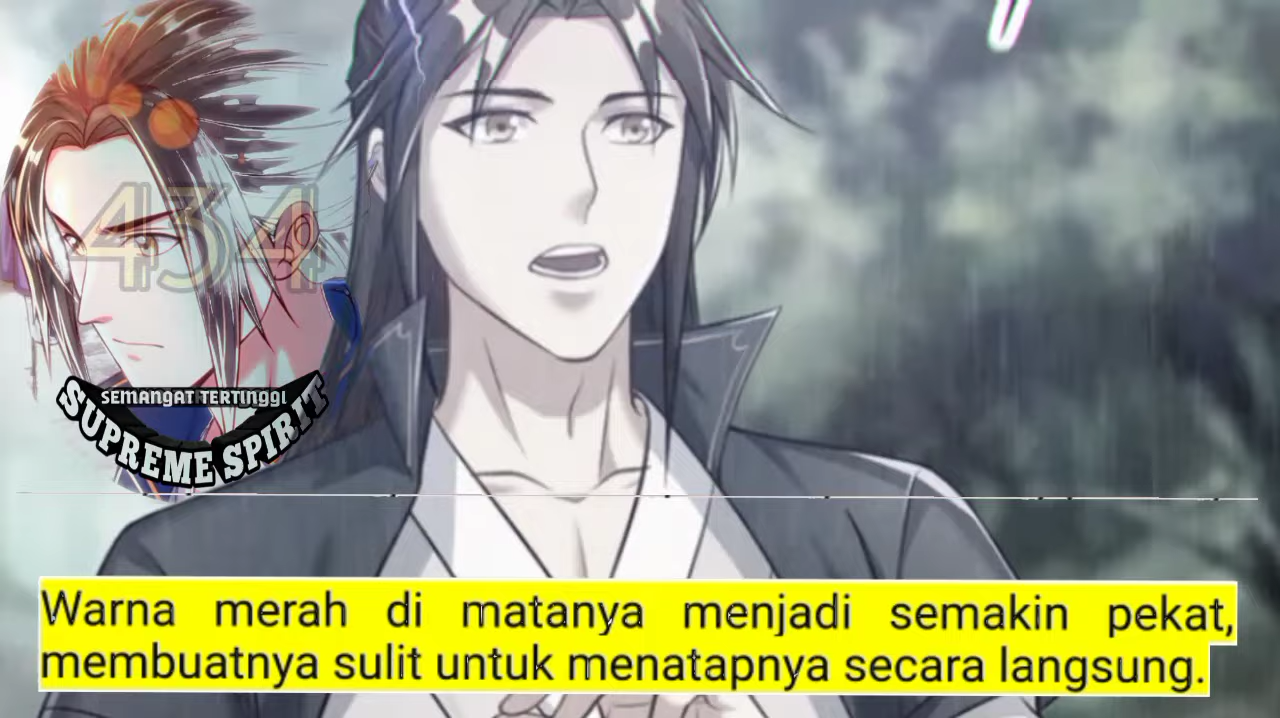 434
SEMANGAT TERTINGGI
SUPREME SPIRIT
Warna merah di matanya menjadi semakin pekat,
membuatnya sulit untuk menatapnya secara langsung.